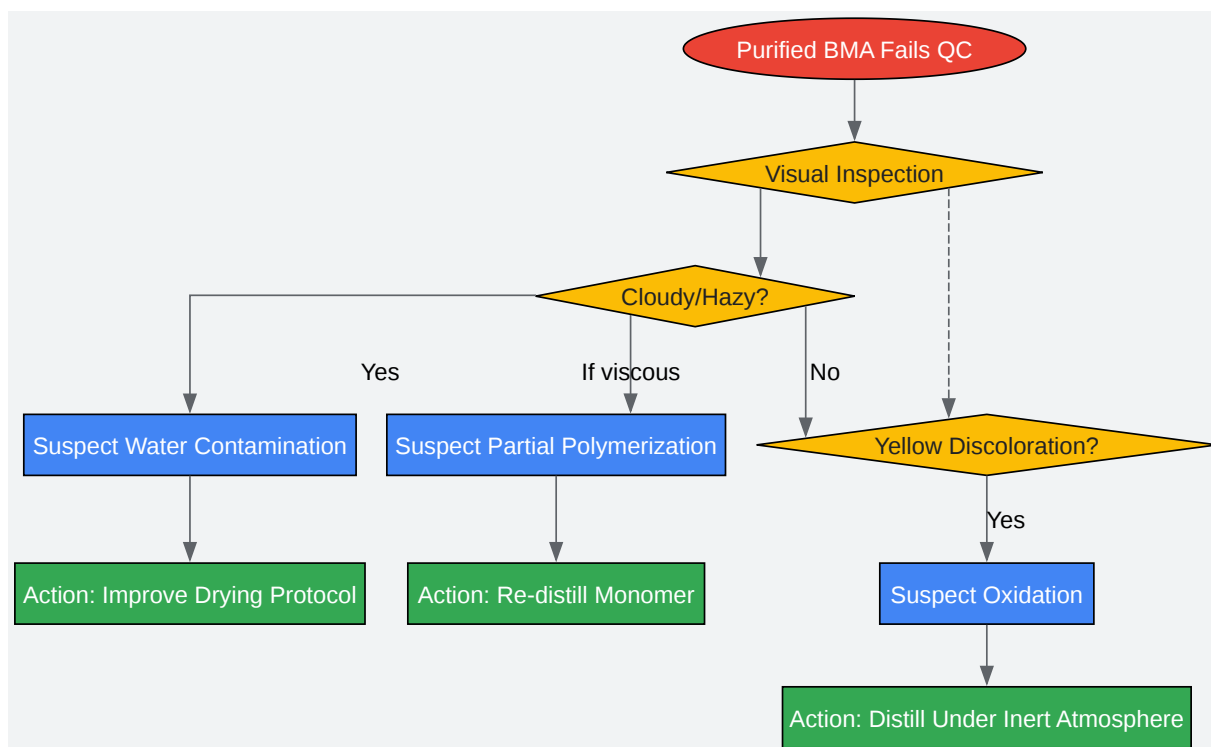 Purified BMA Fails QC
Visual Inspection
Cloudy/Hazy?
Yes
If viscous
No
Suspect Water Contamination
Suspect Partial Polymerization
Yellow Discoloration?
Yes
Action: Improve Drying Protocol
Action: Re-distill Monomer
Suspect Oxidation
Action: Distill Under Inert Atmosphere